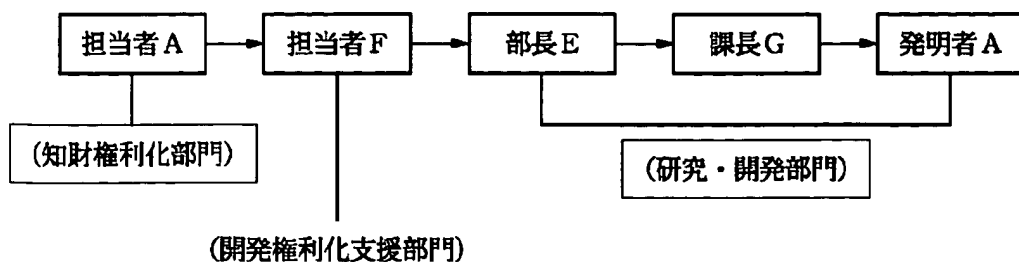 担当者A
担当者F
部長E
課長G
発明者A
(知財権利化部門)
(研究・開発部門)
(開発権利化支援部門)